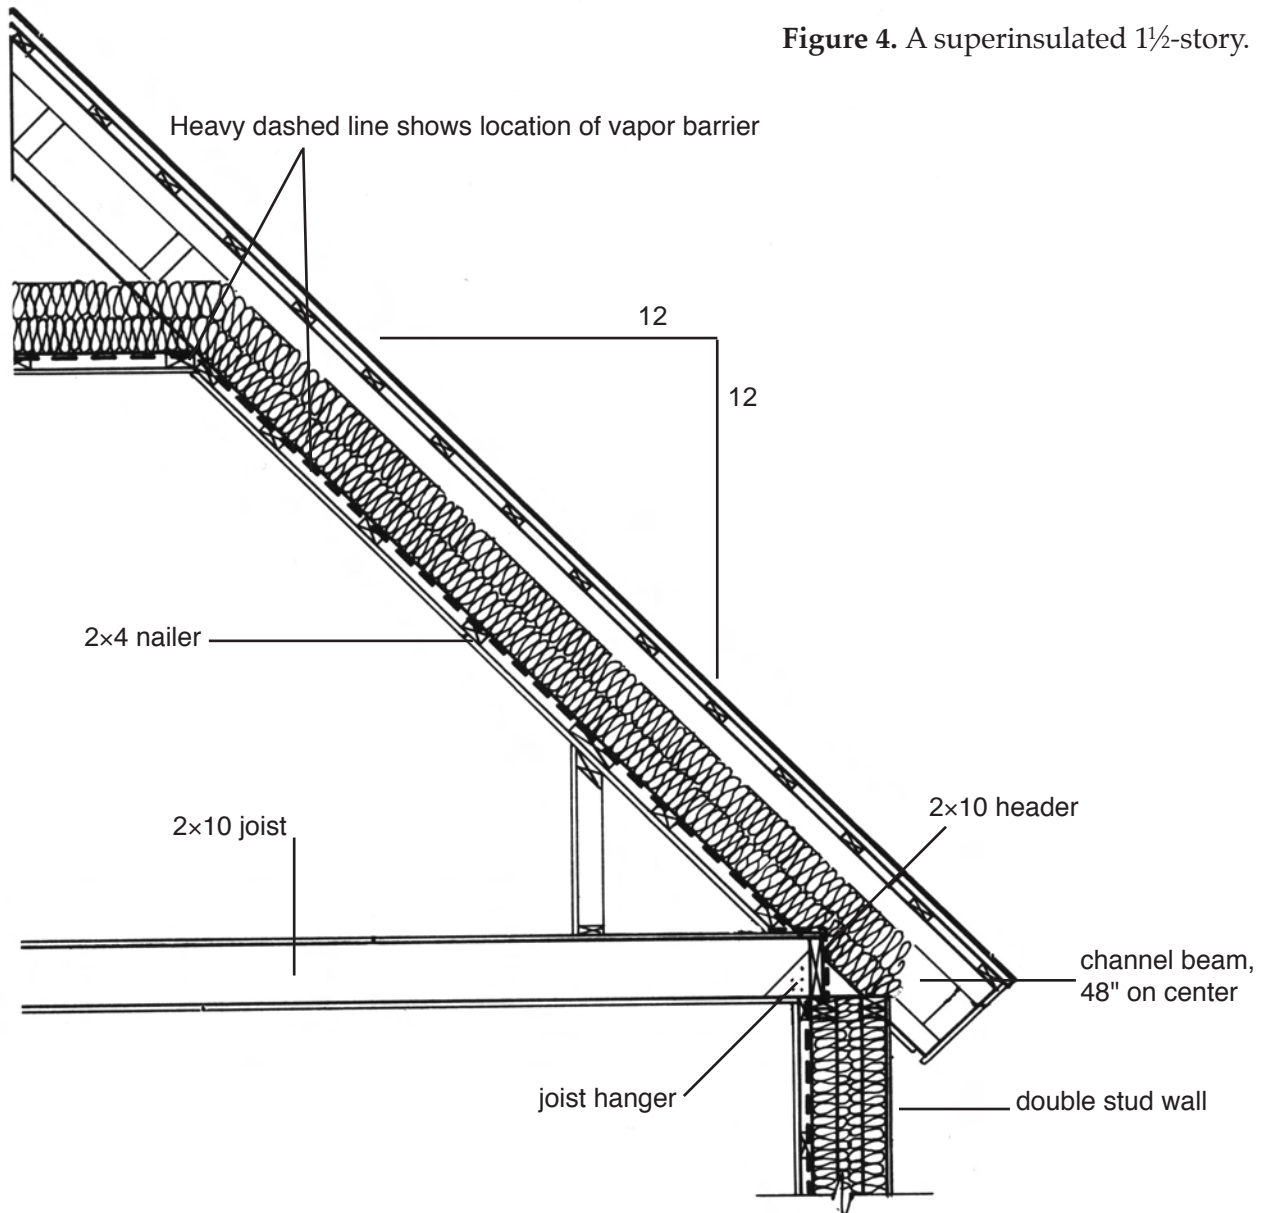 Figure 4. A superinsulated 1½-story.
Heavy dashed line shows location of vapor barrier
12
12
2×4 nailer
2×10 joist
2×10 header
channel beam,
48" on center
joist hanger
double stud wall